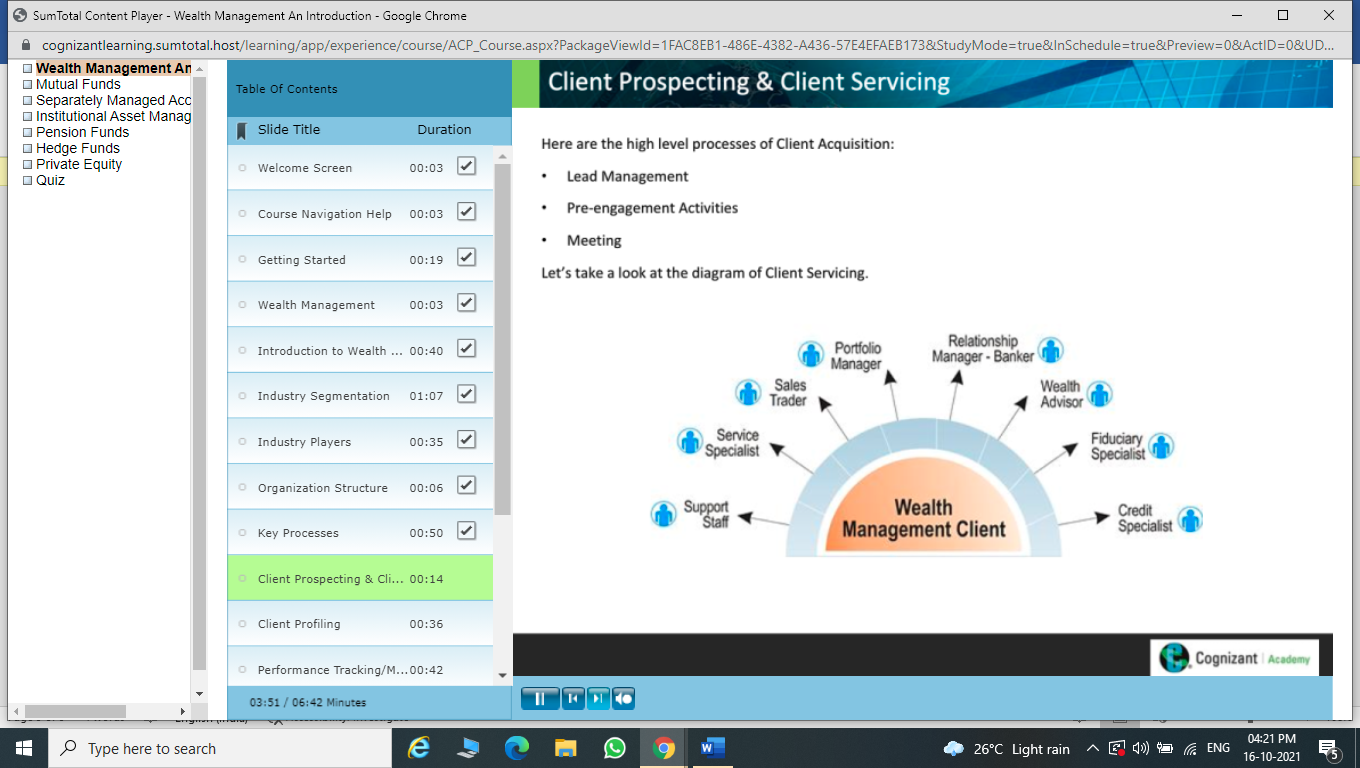 SumTotal Content Player - Wealth Management An Introduction - Google Chrome
cognizantlearning.sumtotal.host/learning/app/experience/course/ACP_Course.aspx?PackageViewId=1FAC8EB1-486E-4382-A436-57E4EFAEB173&StudyMode=true&InSchedule=true&Preview=0&ActID=0&UD...
Wealth Management An
Mutual Funds
Separately Managed Acc
Institutional Asset Manag
Pension Funds
Hedge Funds
Private Equity
Quiz
Table Of Contents
Slide Title Duration
Welcome Screen 00:03
Course Navigation Help 00:03
Getting Started 00:19
Wealth Management 00:03
Introduction to Wealth ... 00:40
Industry Segmentation 01:07
Industry Players 00:35
Organization Structure 00:06
Key Processes 00:50
Client Prospecting & Cli... 00:14
Client Profiling 00:36
Performance Tracking/M... 00:42
03:51 / 06:42 Minutes
Client Prospecting & Client Servicing
Here are the high level processes of Client Acquisition:
• Lead Management
• Pre-engagement Activities
• Meeting
Let's take a look at the diagram of Client Servicing.
Support
Staff
Service
Specialist
Sales
Trader
Portfolio
Manager
Relationship
Manager - Banker
Wealth
Advisor
Fiduciary
Specialist
Credit
Specialist
Wealth
Management Client
Cognizant | Academy
Type here to search
26°C Light rain
ENG
04:21 PM
16-10-2021
5